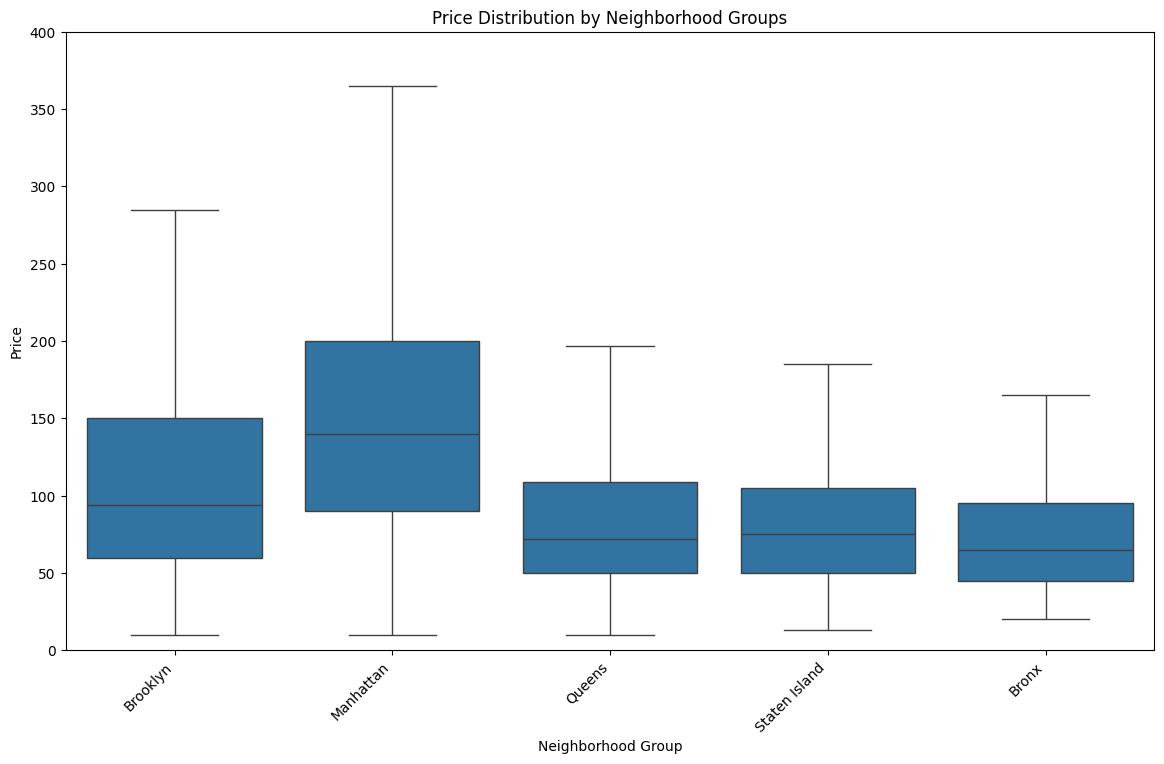 Price Distribution by Neighborhood Groups
400
350
300
250
200
150
100
50
0
Price
Brooklyn
Manhattan
Queens
Staten Island
Bronx
Neighborhood Group